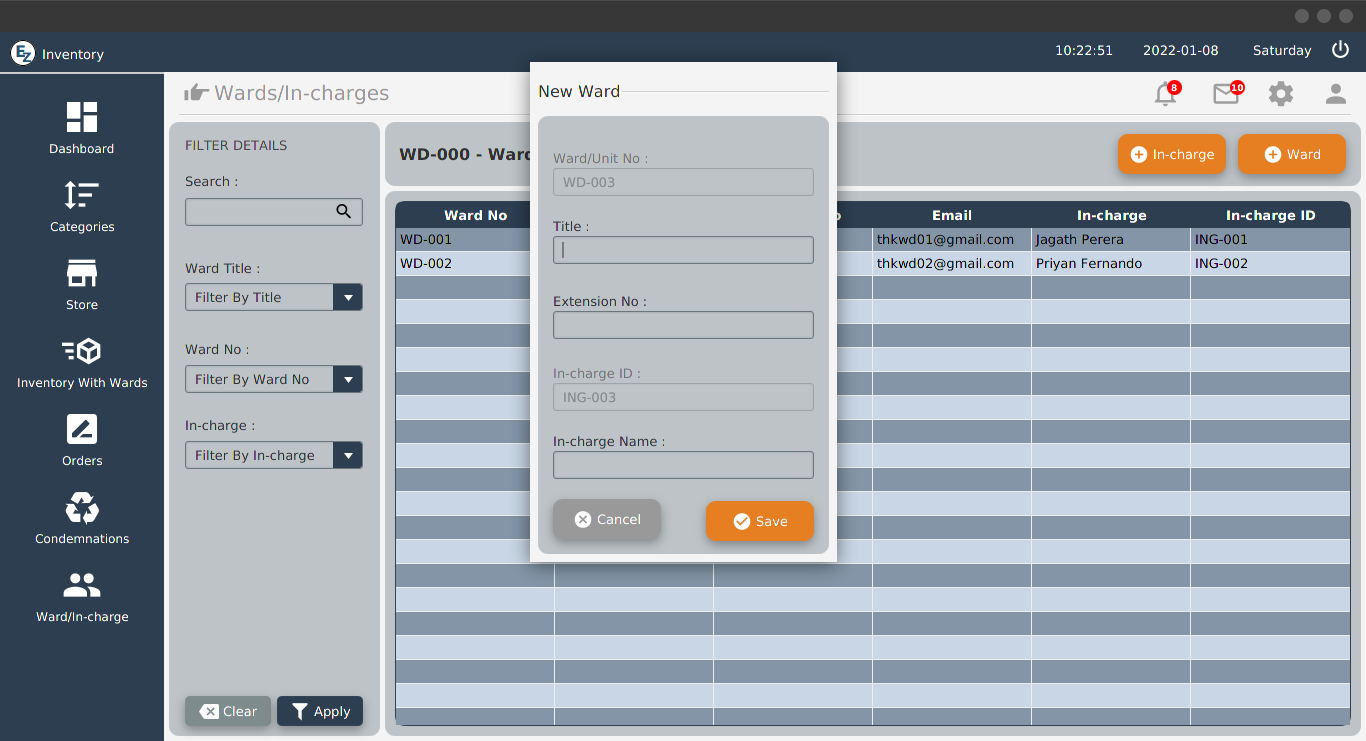 EZ Inventory
10:22:51 2022-01-08 Saturday
Wards/In-charges
8
10
Dashboard
Categories
Store
Inventory With Wards
Orders
Condemnations
Ward/In-charge
FILTER DETAILS
Search :
Ward Title :
Filter By Title
Ward No :
Filter By Ward No
In-charge :
Filter By In-charge
Clear
Apply
WD-000 - Ward
In-charge
Ward
Ward No Email In-charge In-charge ID
WD-001 thkwd01@gmail.com Jagath Perera ING-001
WD-002 thkwd02@gmail.com Priyan Fernando ING-002
New Ward
Ward/Unit No :
WD-003
Title :
Extension No :
In-charge ID :
ING-003
In-charge Name :
Cancel
Save